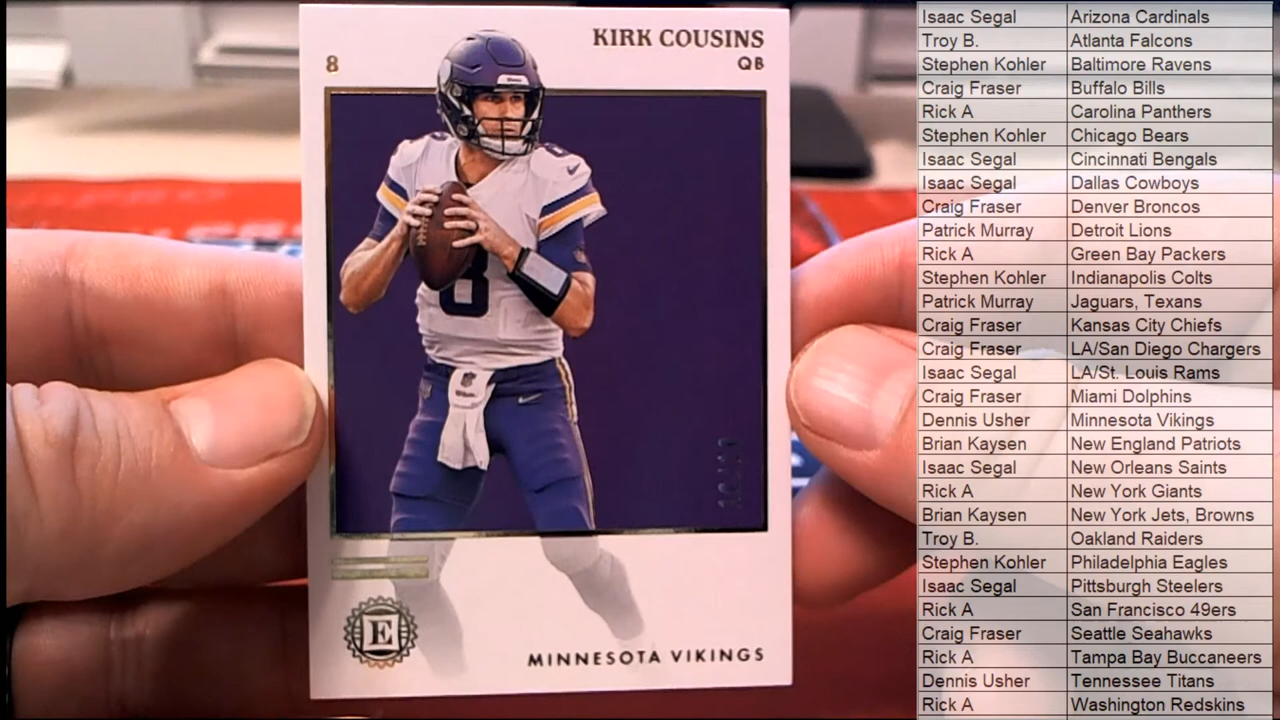 KIRK COUSINS
8
QB
8
8
E
MINNESOTA VIKINGS
Isaac Segal Arizona Cardinals
Troy B. Atlanta Falcons
Stephen Kohler Baltimore Ravens
Craig Fraser Buffalo Bills
Rick A Carolina Panthers
Stephen Kohler Chicago Bears
Isaac Segal Cincinnati Bengals
Isaac Segal Dallas Cowboys
Craig Fraser Denver Broncos
Patrick Murray Detroit Lions
Rick A Green Bay Packers
Stephen Kohler Indianapolis Colts
Patrick Murray Jaguars, Texans
Craig Fraser Kansas City Chiefs
Craig Fraser LA/San Diego Chargers
Isaac Segal LA/St. Louis Rams
Craig Fraser Miami Dolphins
Dennis Usher Minnesota Vikings
Brian Kaysen New England Patriots
Isaac Segal New Orleans Saints
Rick A New York Giants
Brian Kaysen New York Jets, Browns
Troy B. Oakland Raiders
Stephen Kohler Philadelphia Eagles
Isaac Segal Pittsburgh Steelers
Rick A San Francisco 49ers
Craig Fraser Seattle Seahawks
Rick A Tampa Bay Buccaneers
Dennis Usher Tennessee Titans
Rick A Washington Redskins